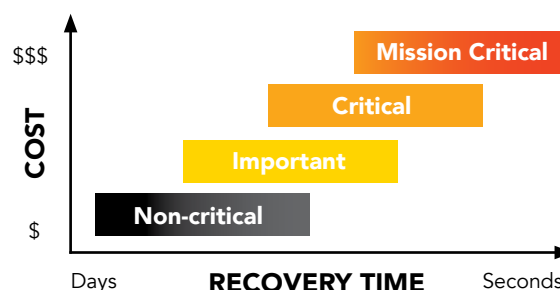 $$$
Mission Critical
Critical
COST
Important
Non-critical
$
Days
RECOVERY TIME
Seconds